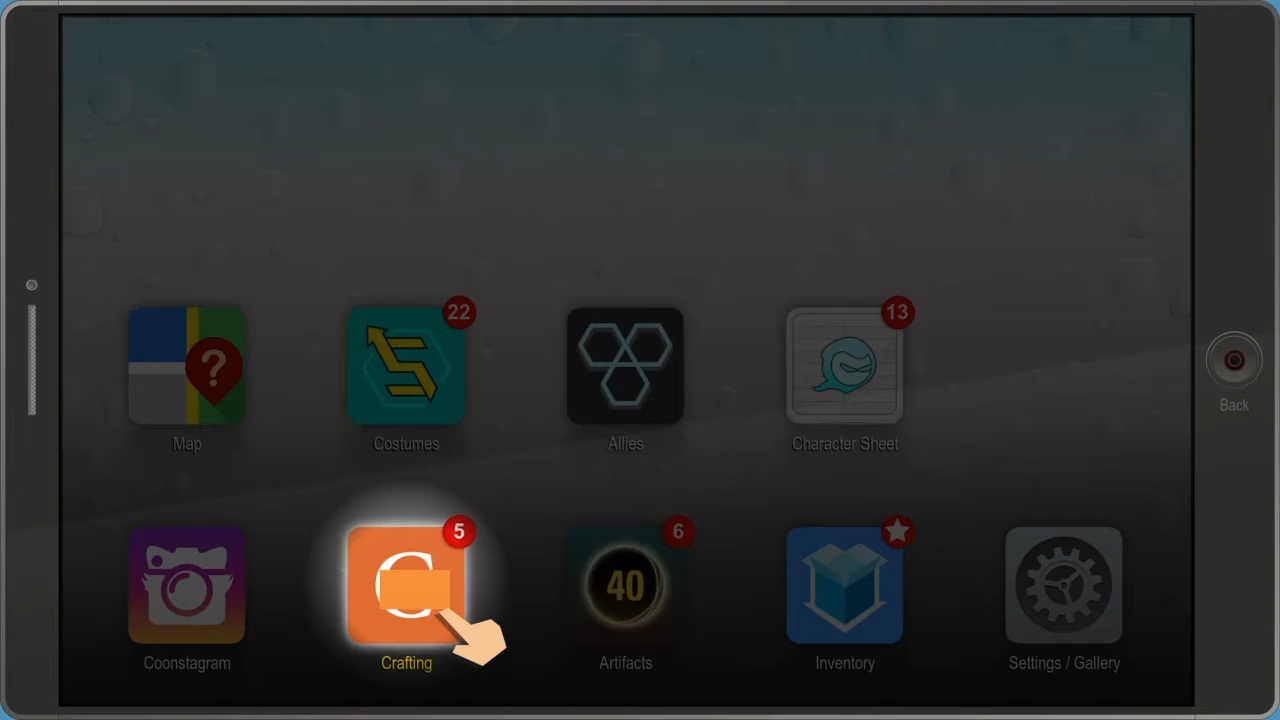 22
13
?
Map
Costumes
Allies
Character Sheet
Back
5
6
C
40
Coonstagram
Crafting
Artifacts
Inventory
Settings / Gallery